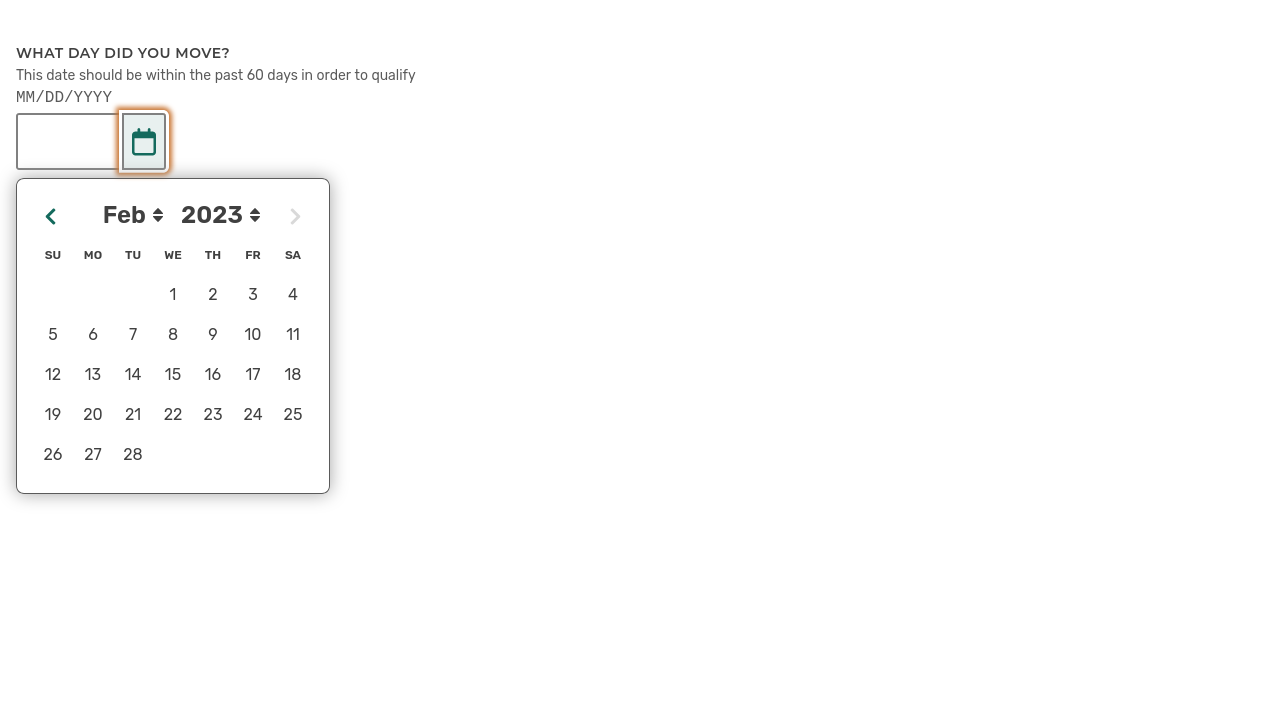 WHAT DAY DID YOU MOVE?
This date should be within the past 60 days in order to qualify
MM/DD/YYYY
Feb 2023
SU MO TU WE TH FR SA
1 2 3 4
5 6 7 8 9 10 11
12 13 14 15 16 17 18
19 20 21 22 23 24 25
26 27 28